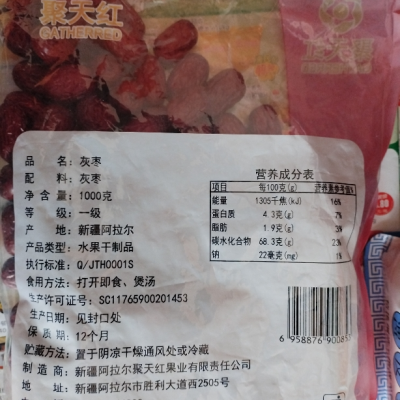 聚天红
GATHERRED
品 名：灰枣
配 料：灰枣
净 含 量：1000克
等 级：一级
产 地：新疆阿拉尔
产品类型：水果干制品
执行标准：Q/JTH0001S
食用方法：打开即食、煲汤
生产许可证号：SC11765900201453
生产日期：见封口处
保 质 期：12个月
贮藏方法：置于阴凉干燥通风处或冷藏
制 造 商：新疆阿拉尔聚天红果业有限责任公司
地 址：新疆阿拉尔市胜利大道西2505号
营养成分表
项目 每100克(g) 营养素参考值%
能量 1305千焦(kJ) 16%
蛋白质 4.3克(g) 7%
脂肪 1.9克(g) 3%
碳水化合物 68.3克(g) 23%
钠 22毫克(mg) 1%